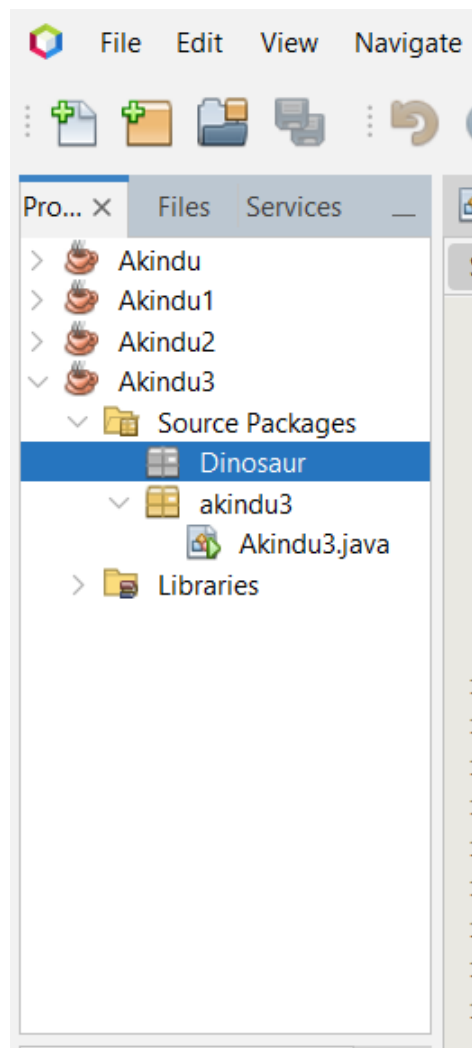 File Edit View Navigate
Pro... Files Services
Akindu
Akindu1
Akindu2
Akindu3
Source Packages
Dinosaur
akindu3
Akindu3.java
Libraries